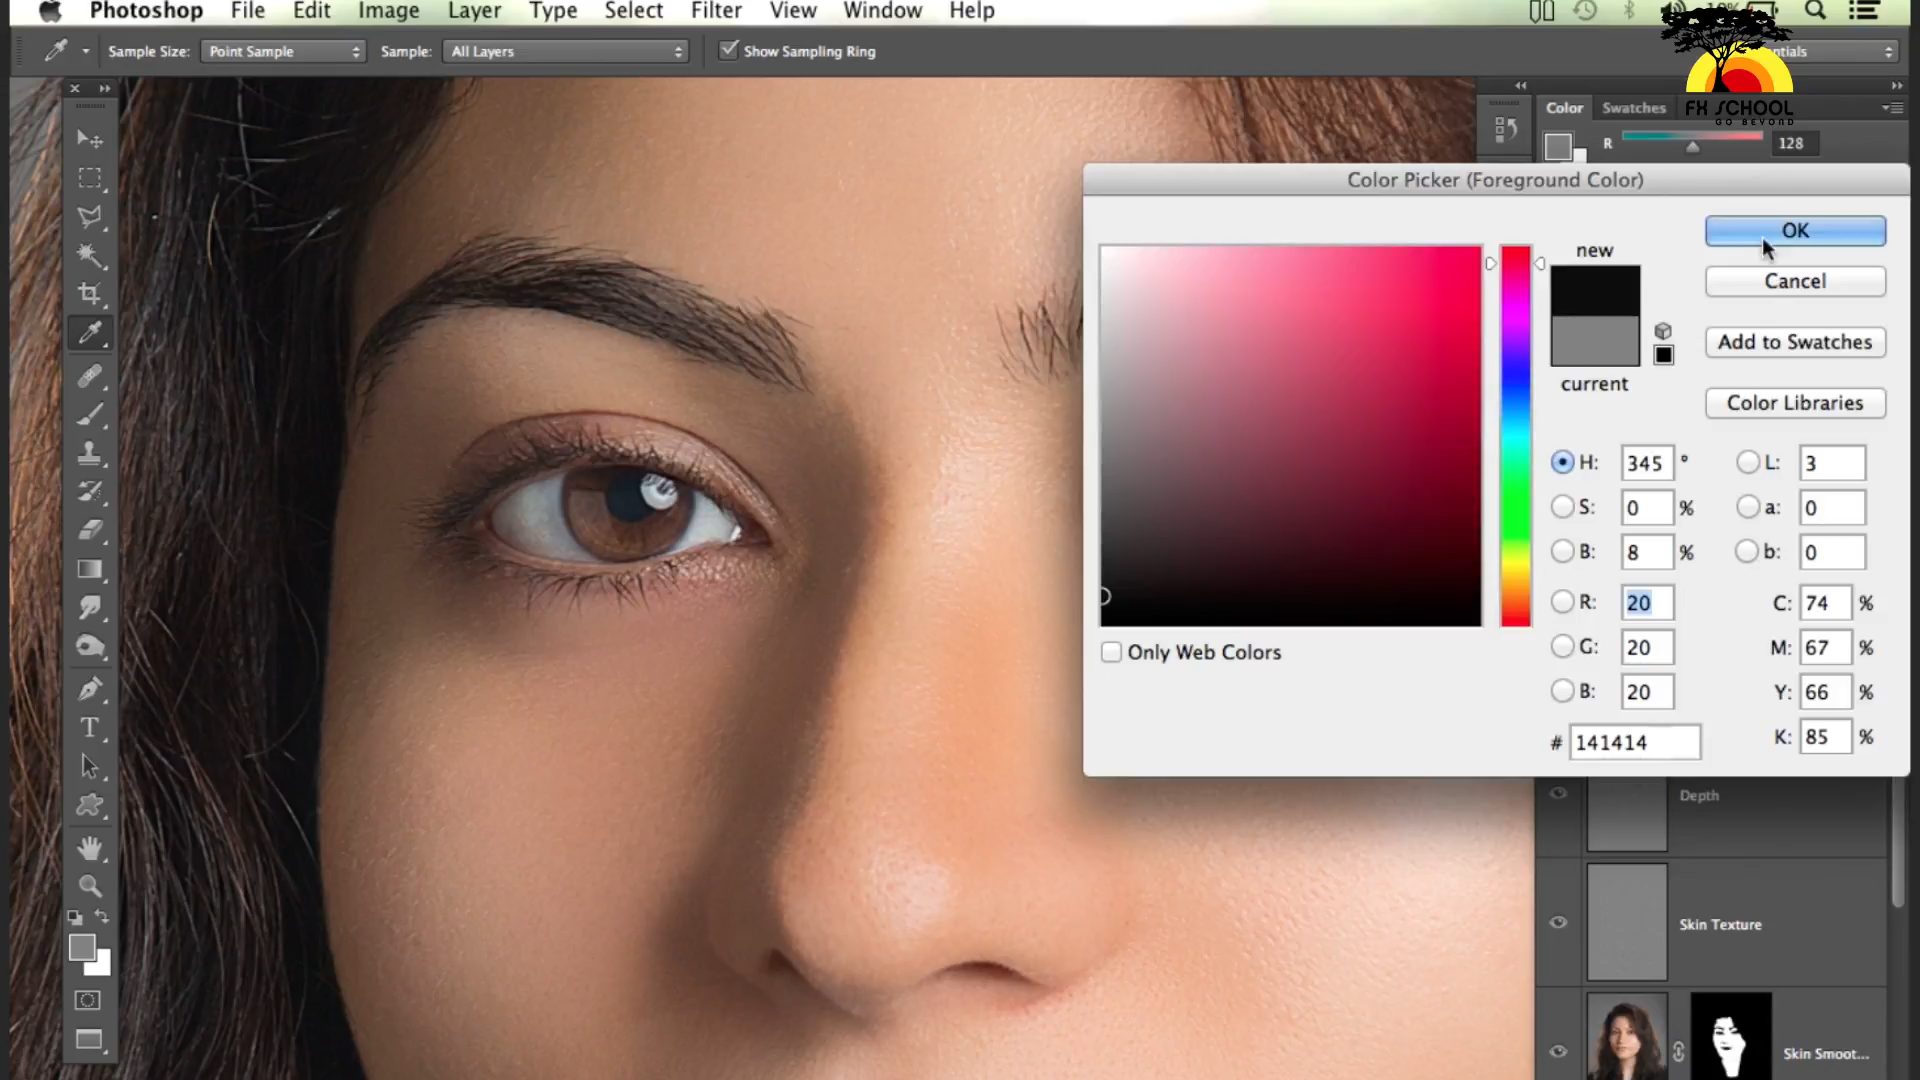 Photoshop File Edit Image Layer Type Select Filter View Window Help
Sample Size: Point Sample Sample: All Layers Show Sampling Ring
FX SCHOOL
GO BEYOND
Color Swatches
R 128
Color Picker (Foreground Color)
OK
new
Cancel
Add to Swatches
current
Color Libraries
H: 345 ° L: 3
S: 0 % a: 0
B: 8 % b: 0
R: 20 C: 74 %
G: 20 M: 67 %
B: 20 Y: 66 %
# 141414 K: 85 %
Only Web Colors
Depth
Skin Texture
Skin Smoot...